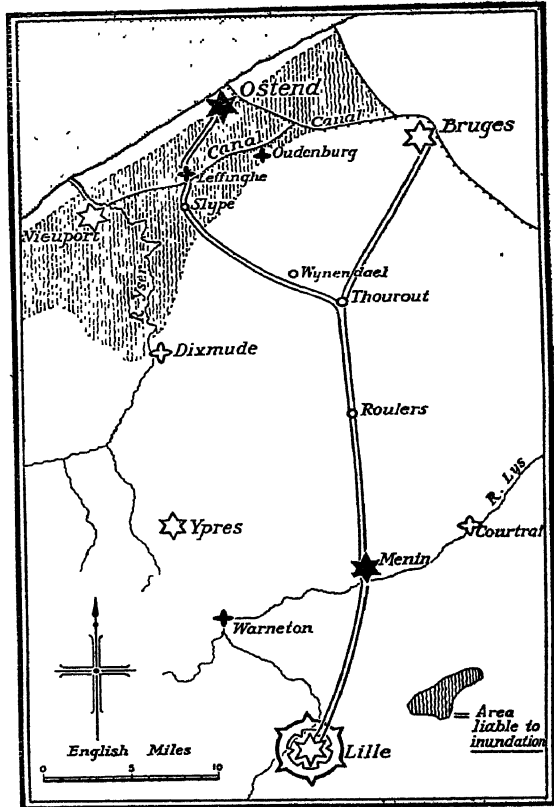 Ostend
Canal
Bruges
Canal
Oudenburg
Leffinghe
Slype
Nieuport
R. Yser
Wynendael
Thourout
Dixmude
Roulers
R. Lys
Ypres
Courtrai
Menin
Warneton
= Area
liable to
inundation
English Miles
0 5 10
Lille